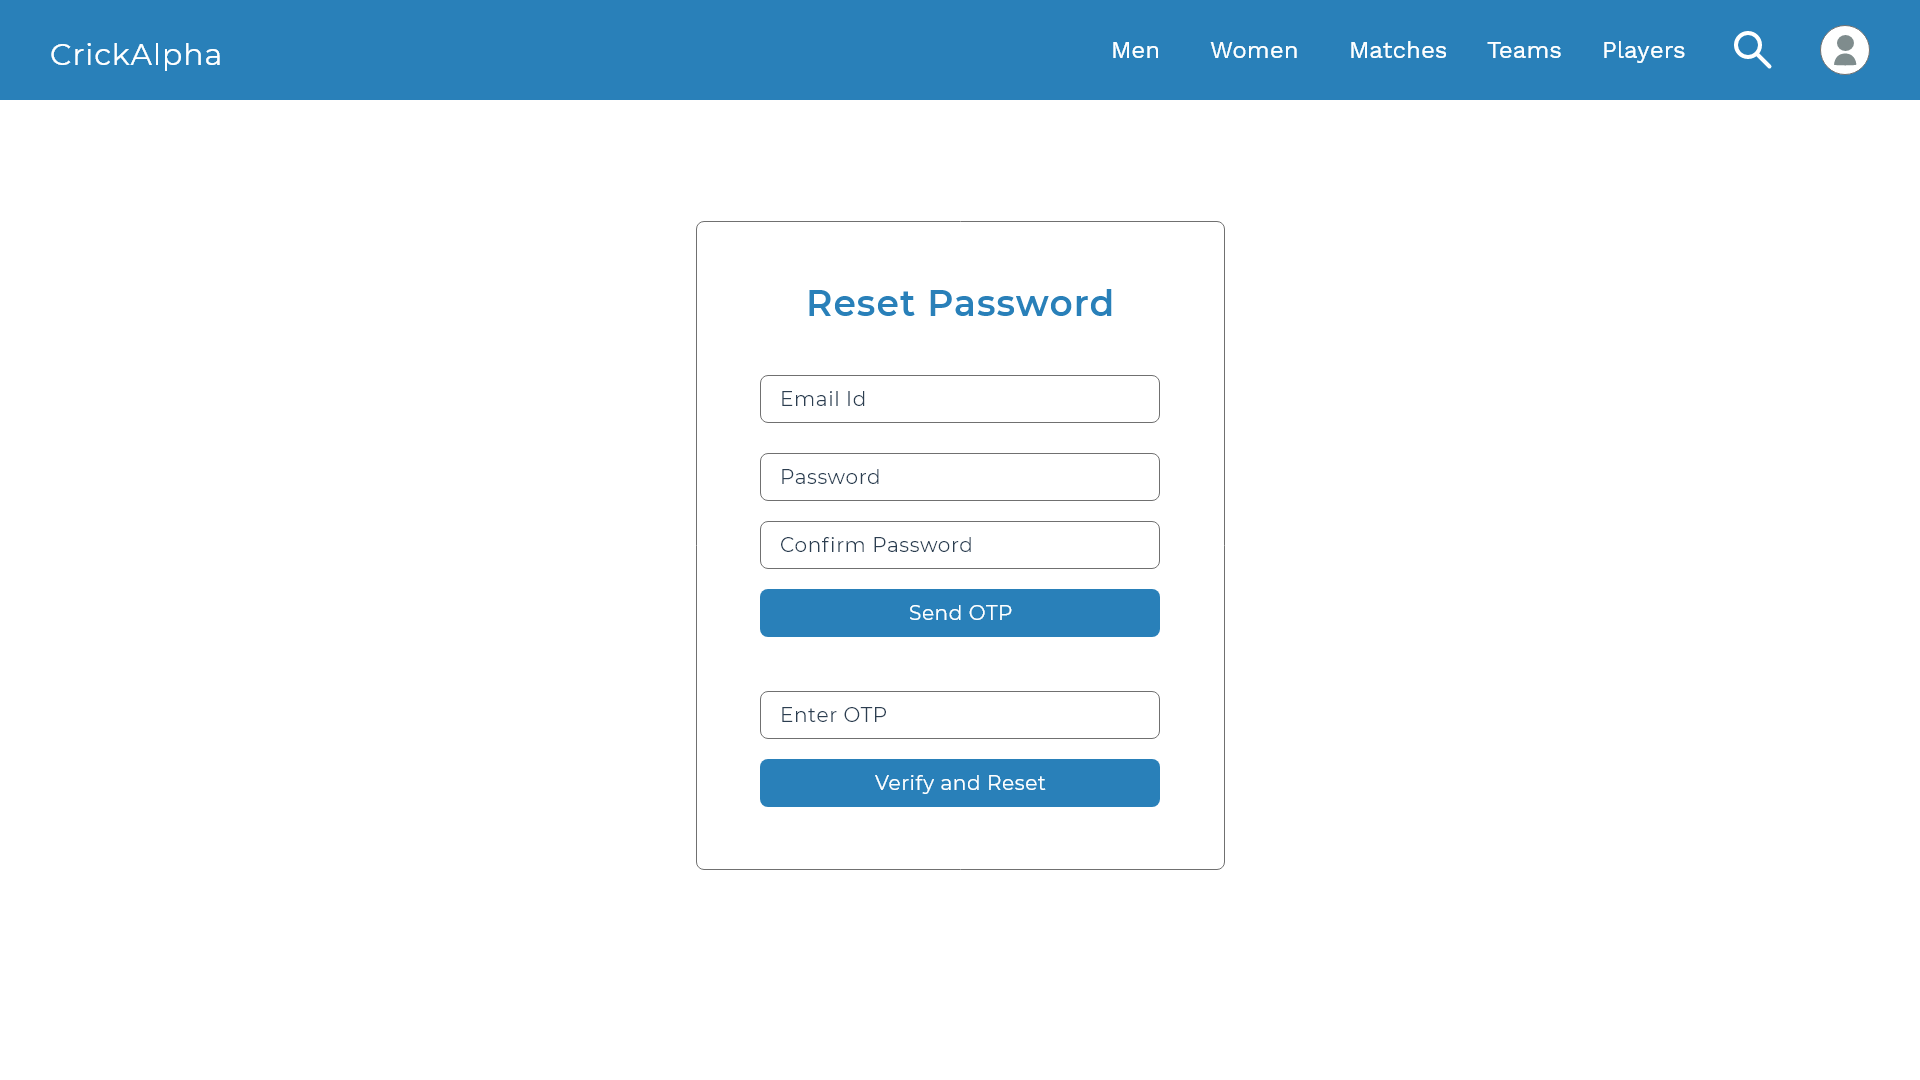 CrickAlpha
Men Women Matches Teams Players
Reset Password
Email Id
Password
Confirm Password
Send OTP
Enter OTP
Verify and Reset